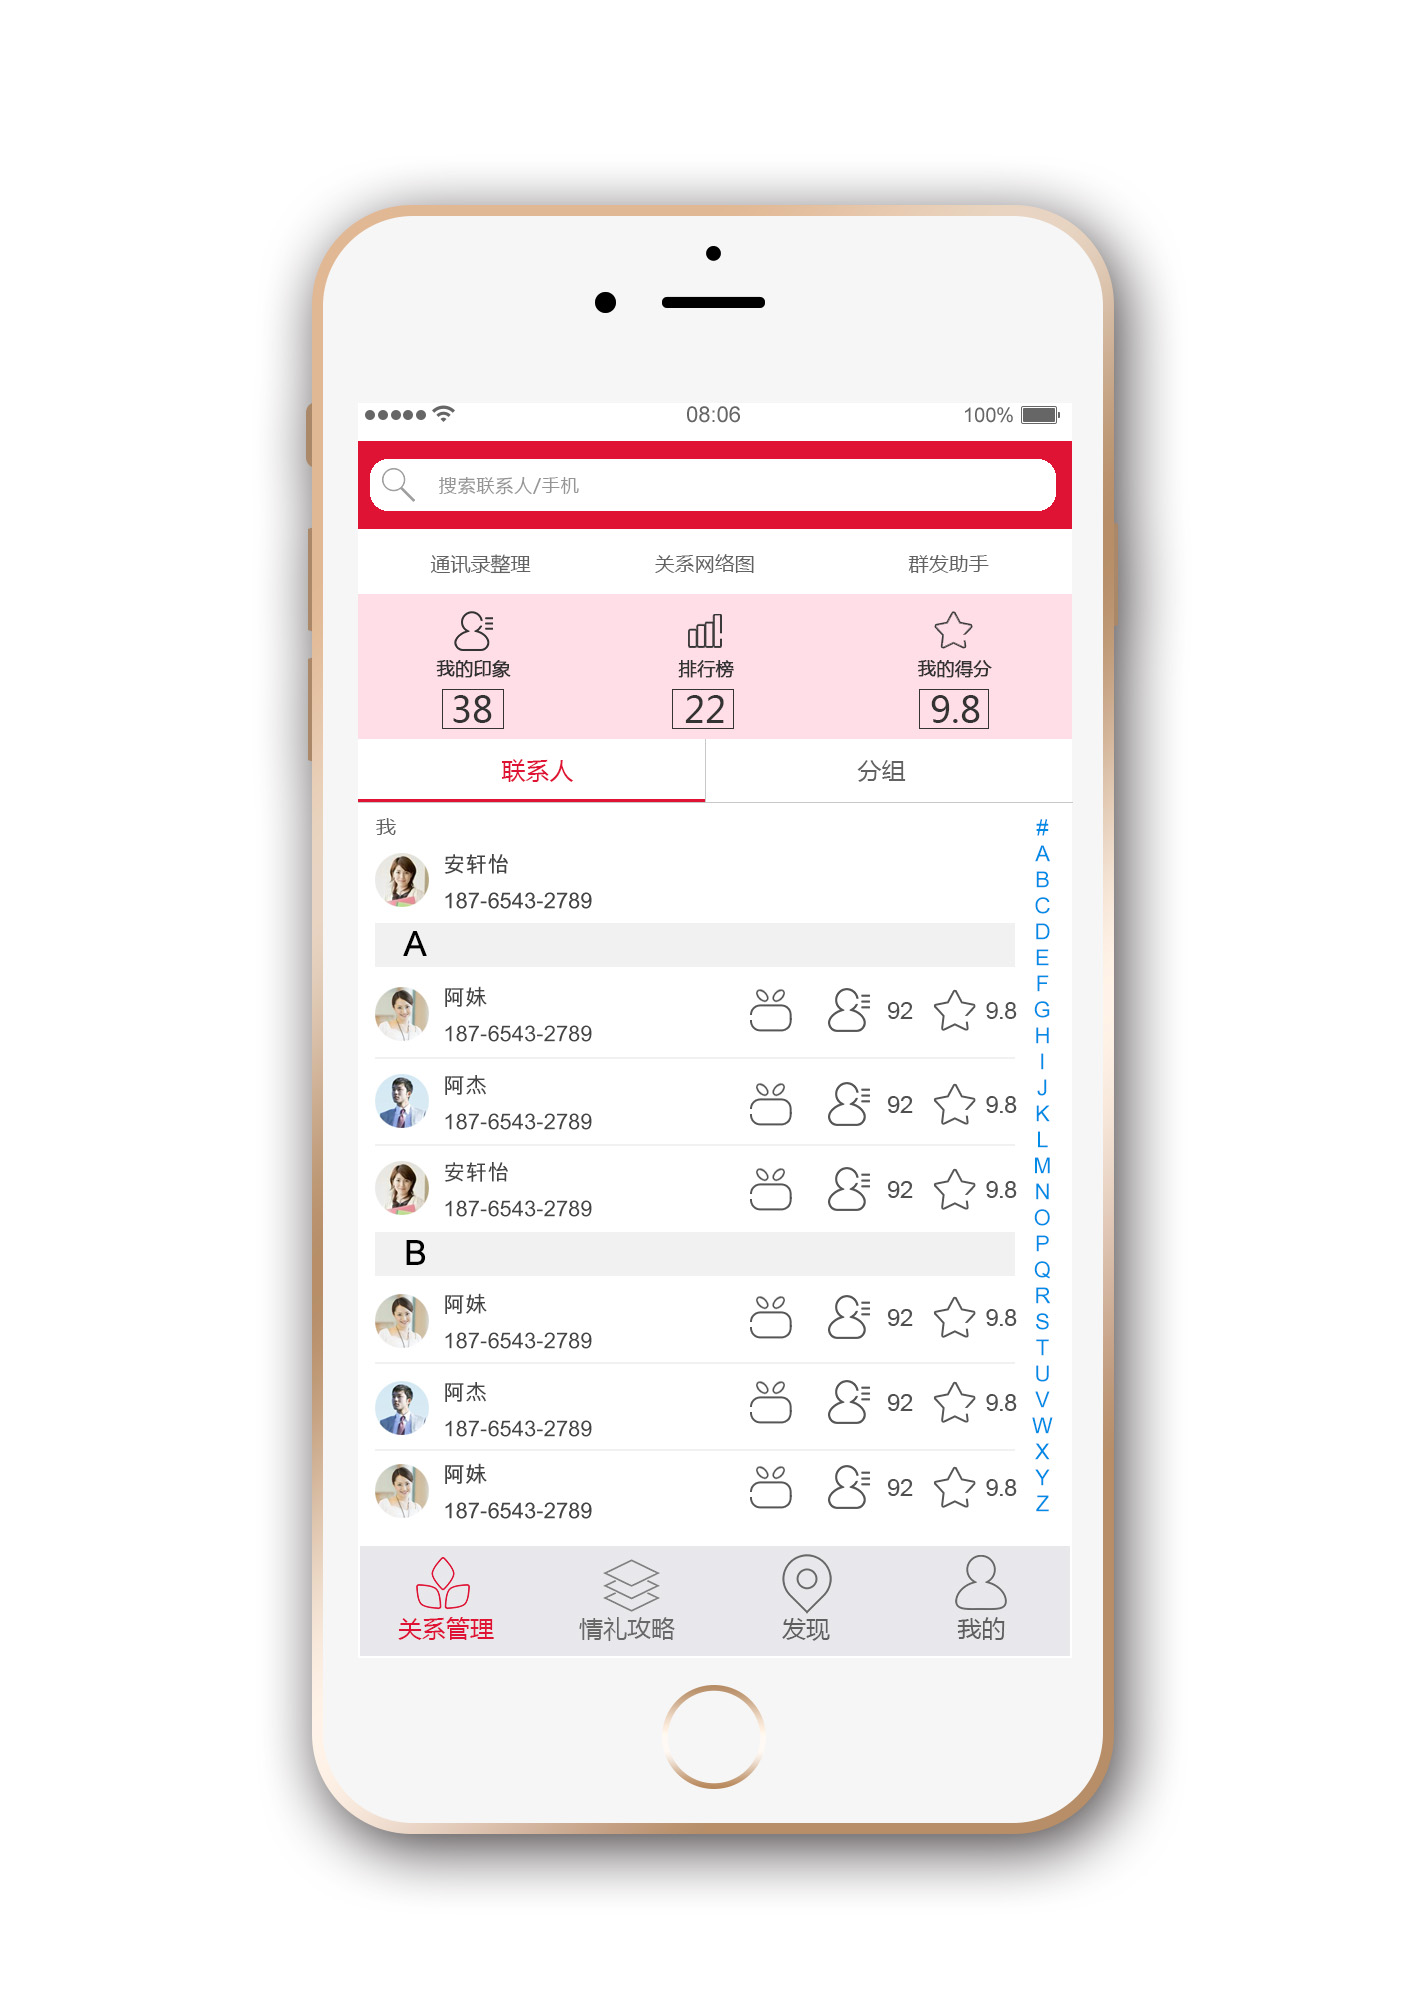 08:06 100%
搜索联系人/手机
通讯录整理 关系网络图 群发助手
我的印象 排行榜 我的得分
38 22 9.8
联系人 分组
我
安轩怡
187-6543-2789
A
阿妹
187-6543-2789 92 9.8
阿杰
187-6543-2789 92 9.8
安轩怡
187-6543-2789 92 9.8
B
阿妹
187-6543-2789 92 9.8
阿杰
187-6543-2789 92 9.8
阿妹
187-6543-2789 92 9.8
#
A
B
C
D
E
F
G
H
I
J
K
L
M
N
O
P
Q
R
S
T
U
V
W
X
Y
Z
关系管理 情礼攻略 发现 我的